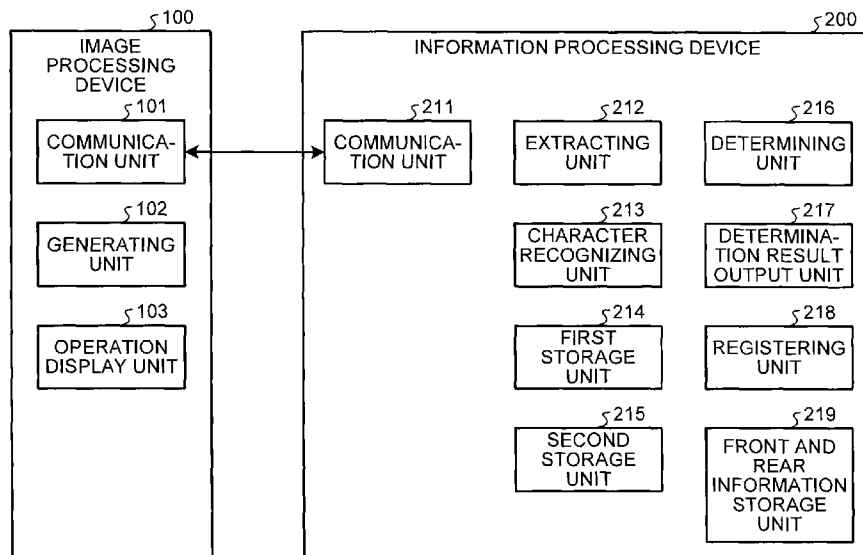 100
IMAGE
PROCESSING
DEVICE
101
COMMUNICA-
TION UNIT
102
GENERATING
UNIT
103
OPERATION
DISPLAY UNIT
200
INFORMATION PROCESSING DEVICE
211
COMMUNICA-
TION UNIT
212
EXTRACTING
UNIT
213
CHARACTER
RECOGNIZING
UNIT
214
FIRST
STORAGE
UNIT
215
SECOND
STORAGE
UNIT
216
DETERMINING
UNIT
217
DETERMINA-
TION RESULT
OUTPUT UNIT
218
REGISTERING
UNIT
219
FRONT AND
REAR
INFORMATION
STORAGE
UNIT